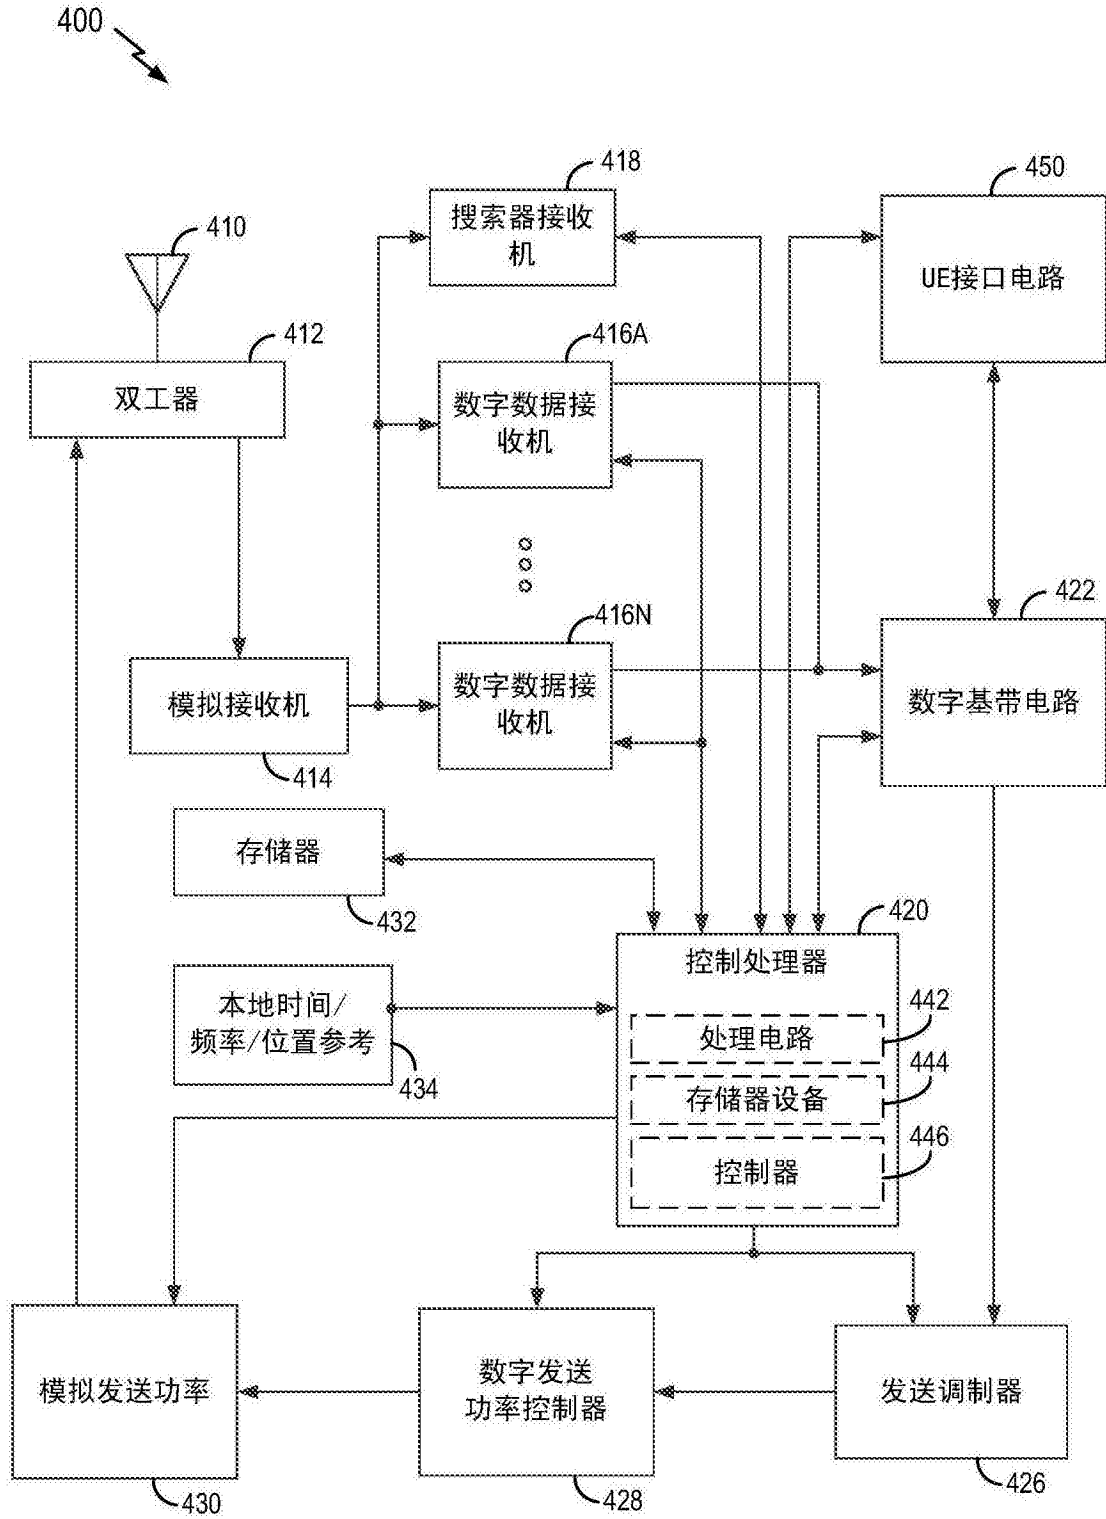 400
418
搜索器接收
机
450
UE接口电路
410
412
双工器
416A
数字数据接
收机
416N
数字数据接
收机
422
数字基带电路
模拟接收机
414
存储器
432
420
控制处理器
本地时间/
频率/位置参考
434
442
处理电路
444
存储器设备
446
控制器
模拟发送功率
430
数字发送
功率控制器
428
发送调制器
426